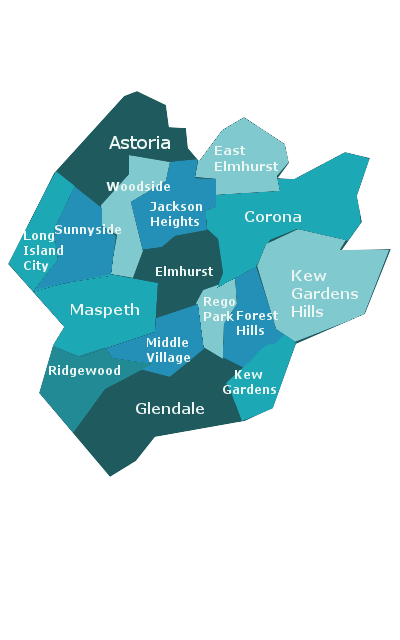 Astoria
East
Elmhurst
Woodside
Jackson
Heights
Corona
Long
Island
City
Sunnyside
Elmhurst
Kew
Gardens
Hills
Maspeth
Rego
Park
Forest
Hills
Middle
Village
Ridgewood
Kew
Gardens
Glendale